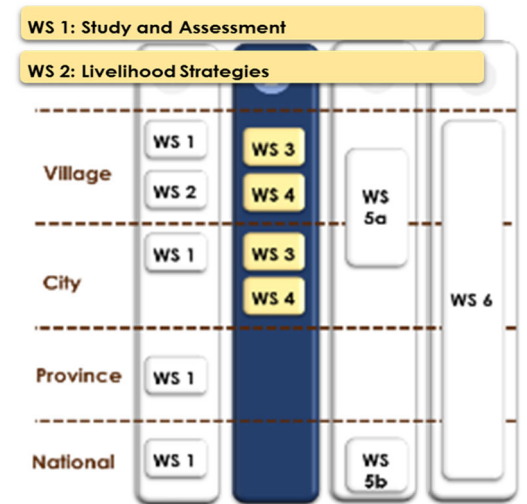 WS 1: Study and Assessment
WS 2: Livelihood Strategies
Village
WS 1
WS 2
WS 3
WS 4
WS
5a
City
WS 1
WS 3
WS 4
WS 6
Province
WS 1
National
WS 1
WS
5b